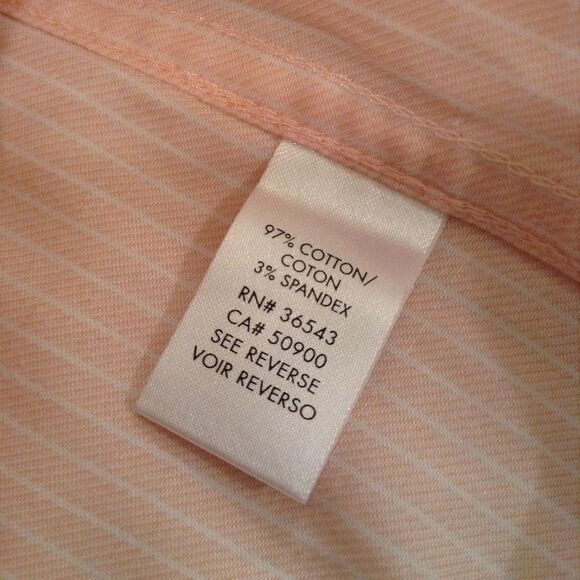 97% COTTON/
COTON
3% SPANDEX
RN# 36543
CA# 50900
SEE REVERSE
VOIR REVERSO